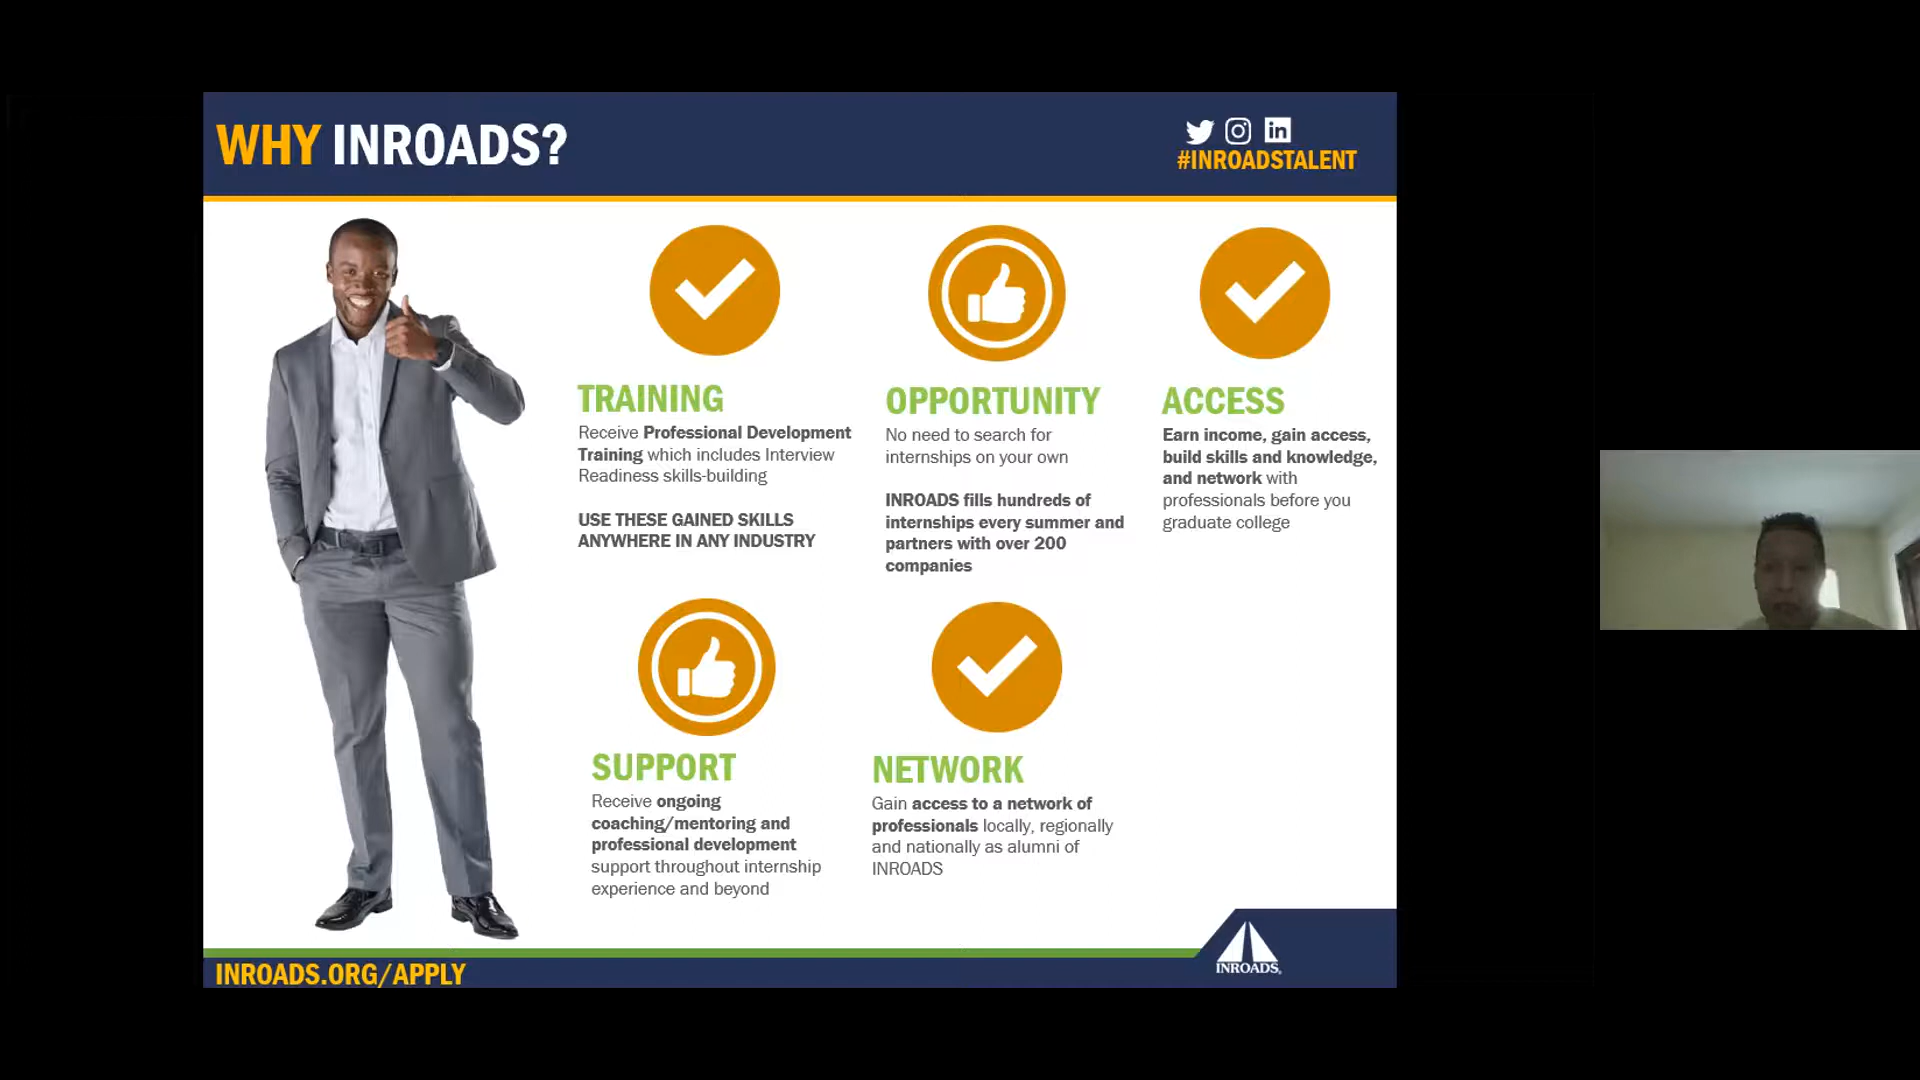 WHY INROADS?
in
#INROADSTALENT
TRAINING
Receive Professional Development
Training which includes Interview
Readiness skills-building
USE THESE GAINED SKILLS
ANYWHERE IN ANY INDUSTRY
OPPORTUNITY
No need to search for
internships on your own
INROADS fills hundreds of
internships every summer and
partners with over 200
companies
ACCESS
Earn income, gain access,
build skills and knowledge,
and network with
professionals before you
graduate college
SUPPORT
Receive ongoing
coaching/mentoring and
professional development
support throughout internship
experience and beyond
NETWORK
Gain access to a network of
professionals locally, regionally
and nationally as alumni of
INROADS
INROADS.ORG/APPLY
INROADS®